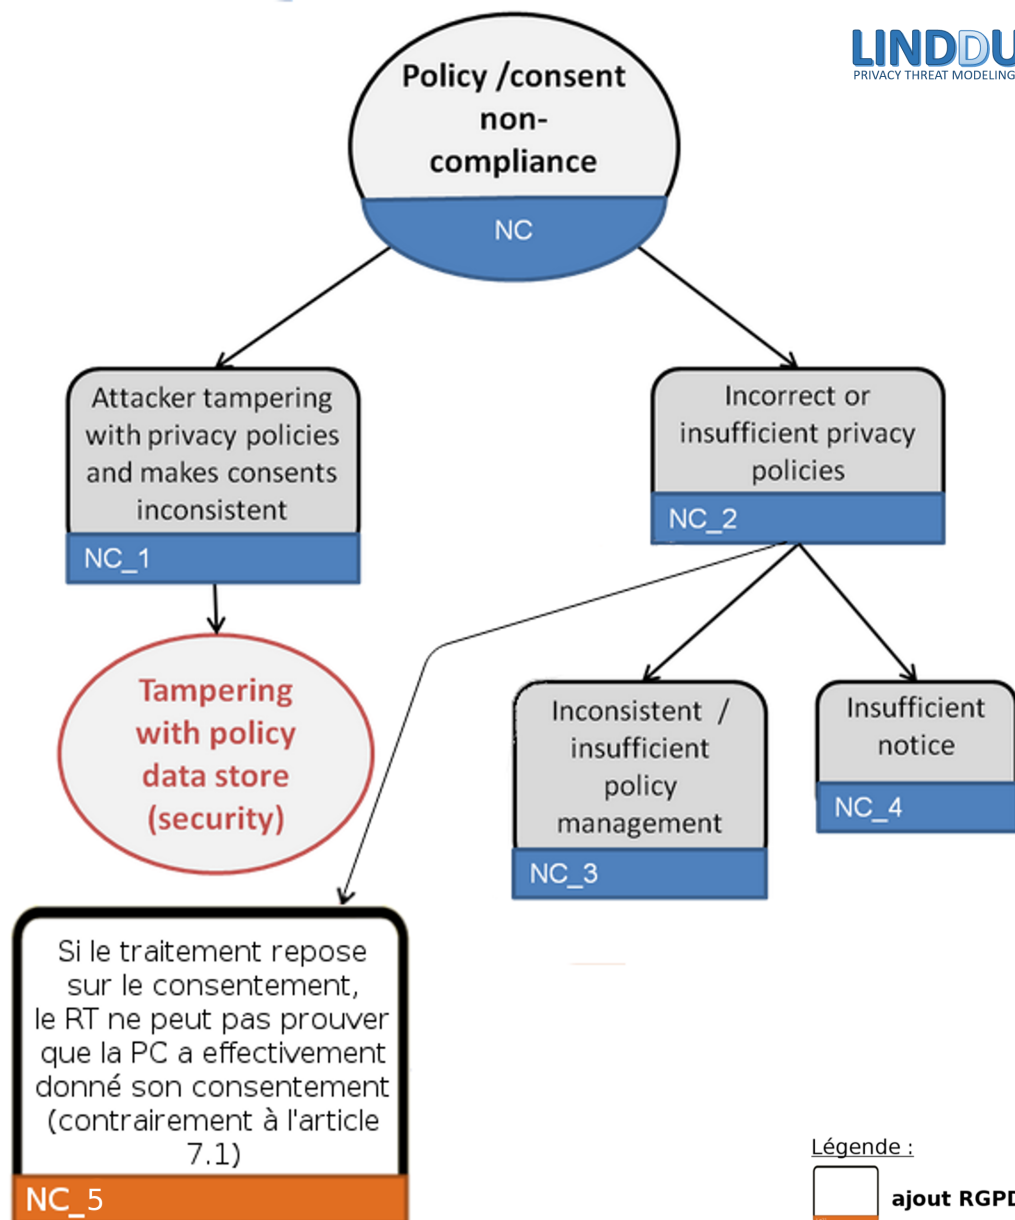 LINDDU
PRIVACY THREAT MODELING
Policy /consent
non-
compliance
NC
Attacker tampering
with privacy policies
and makes consents
inconsistent
NC_1
Incorrect or
insufficient privacy
policies
NC_2
Tampering
with policy
data store
(security)
Inconsistent /
insufficient
policy
management
NC_3
Insufficient
notice
NC_4
Si le traitement repose
sur le consentement,
le RT ne peut pas prouver
que la PC a effectivement
donné son consentement
(contrairement à l'article
7.1)
NC_5
Légende :
ajout RGPD